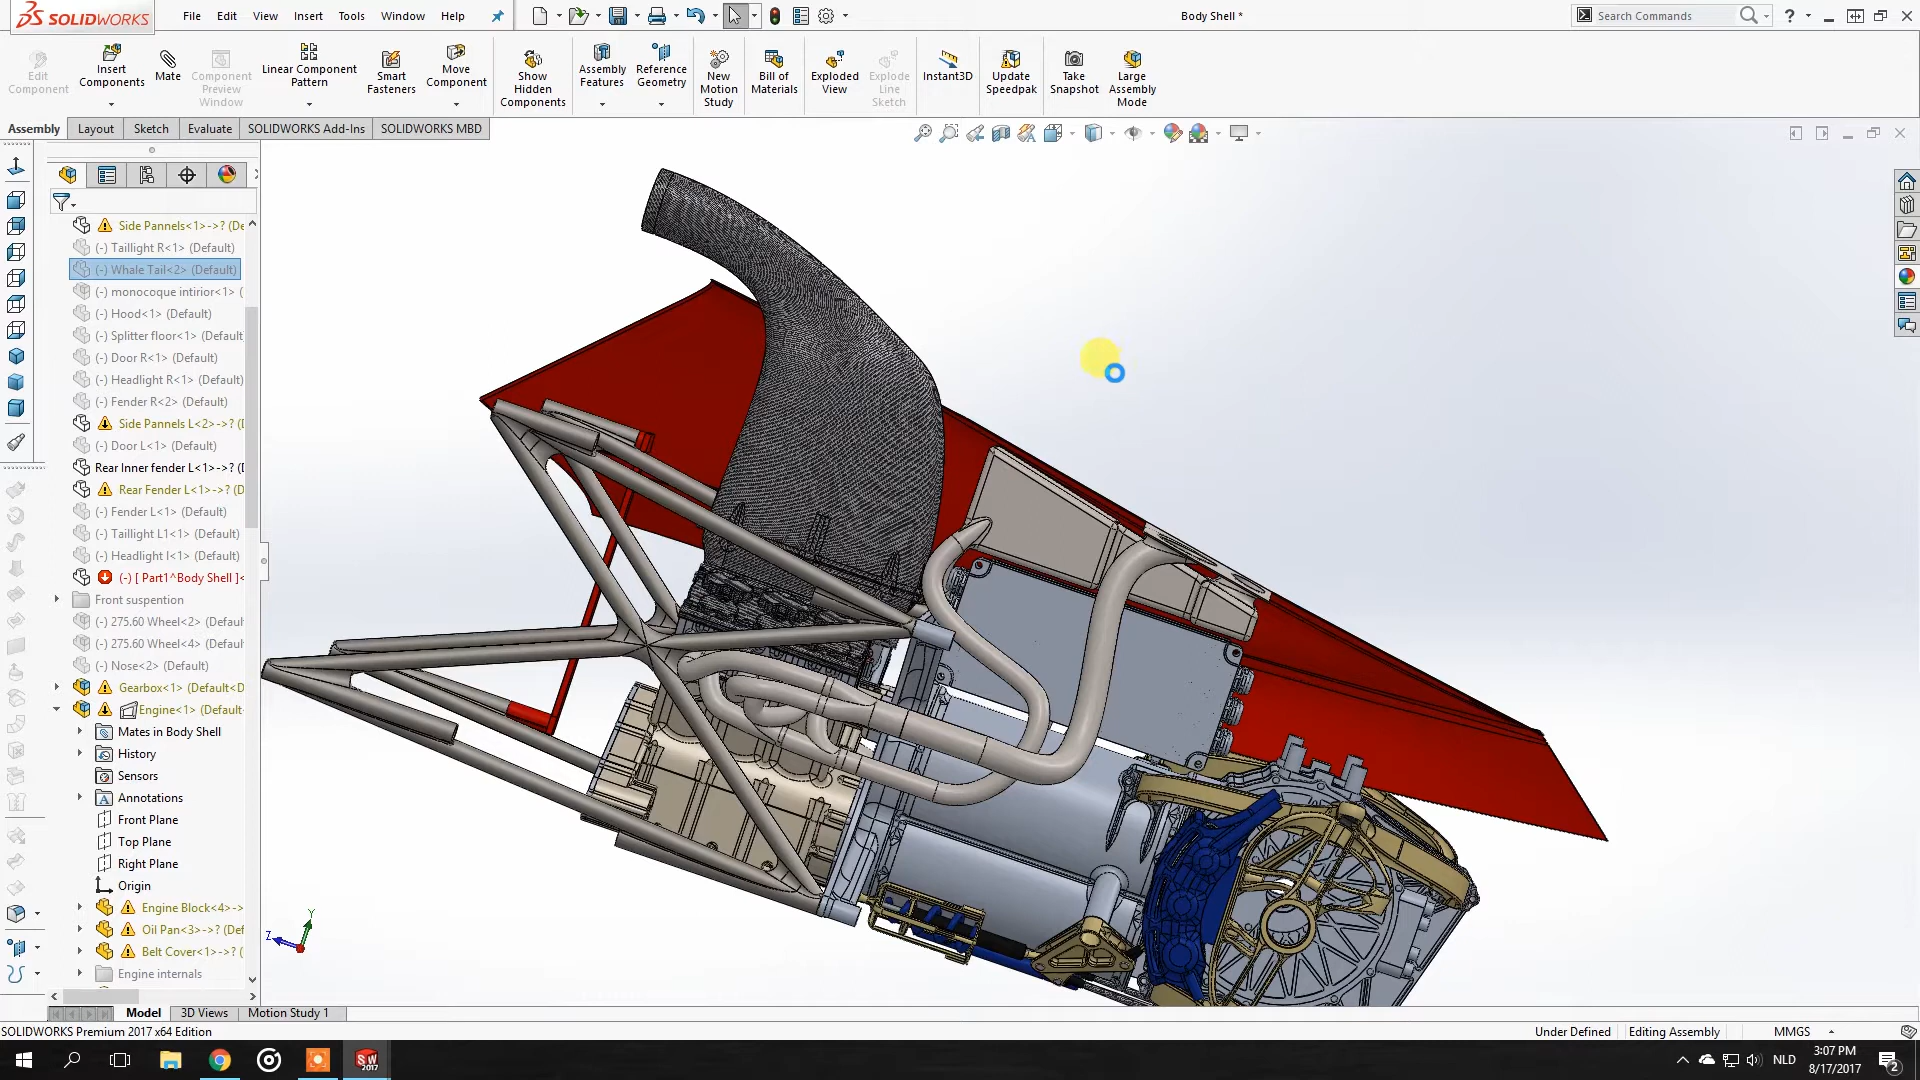 SOLIDWORKS
File Edit View Insert Tools Window Help
Body Shell *
Search Commands
Edit Component
Insert Components
Mate
Component Preview Window
Linear Component Pattern
Smart Fasteners
Move Component
Show Hidden Components
Assembly Features
Reference Geometry
New Motion Study
Bill of Materials
Exploded View
Explode Line Sketch
Instant3D
Update Speedpak
Take Snapshot
Large Assembly Mode
Assembly Layout Sketch Evaluate SOLIDWORKS Add-Ins SOLIDWORKS MBD
Side Pannels<1>->? (De
(-) Taillight R<1> (Default)
(-) Whale Tail<2> (Default)
(-) monocoque intirior<1> (
(-) Hood<1> (Default)
(-) Splitter floor<1> (Default
(-) Door R<1> (Default)
(-) Headlight R<1> (Default)
(-) Fender R<2> (Default)
Side Pannels L<2>->? (
(-) Door L<1> (Default)
Rear Inner fender L<1>->? (
Rear Fender L<1>->? (D
(-) Fender L<1> (Default)
(-) Taillight L1<1> (Default)
(-) Headlight l<1> (Default)
(-) [ Part1^Body Shell ]<
Front suspention
(-) 275.60 Wheel<2> (Defaul
(-) 275.60 Wheel<4> (Defaul
(-) Nose<2> (Default)
Gearbox<1> (Default<D
Engine<1> (Default
Mates in Body Shell
History
Sensors
A Annotations
Front Plane
Top Plane
Right Plane
Origin
Engine Block<4>->
Oil Pan<3>->? (Def
Belt Cover<1>->? (
Engine internals
Y
Z
Model 3D Views Motion Study 1
SOLIDWORKS Premium 2017 x64 Edition
Under Defined Editing Assembly MMGS
SW 2017
NLD
3:07 PM
8/17/2017
2